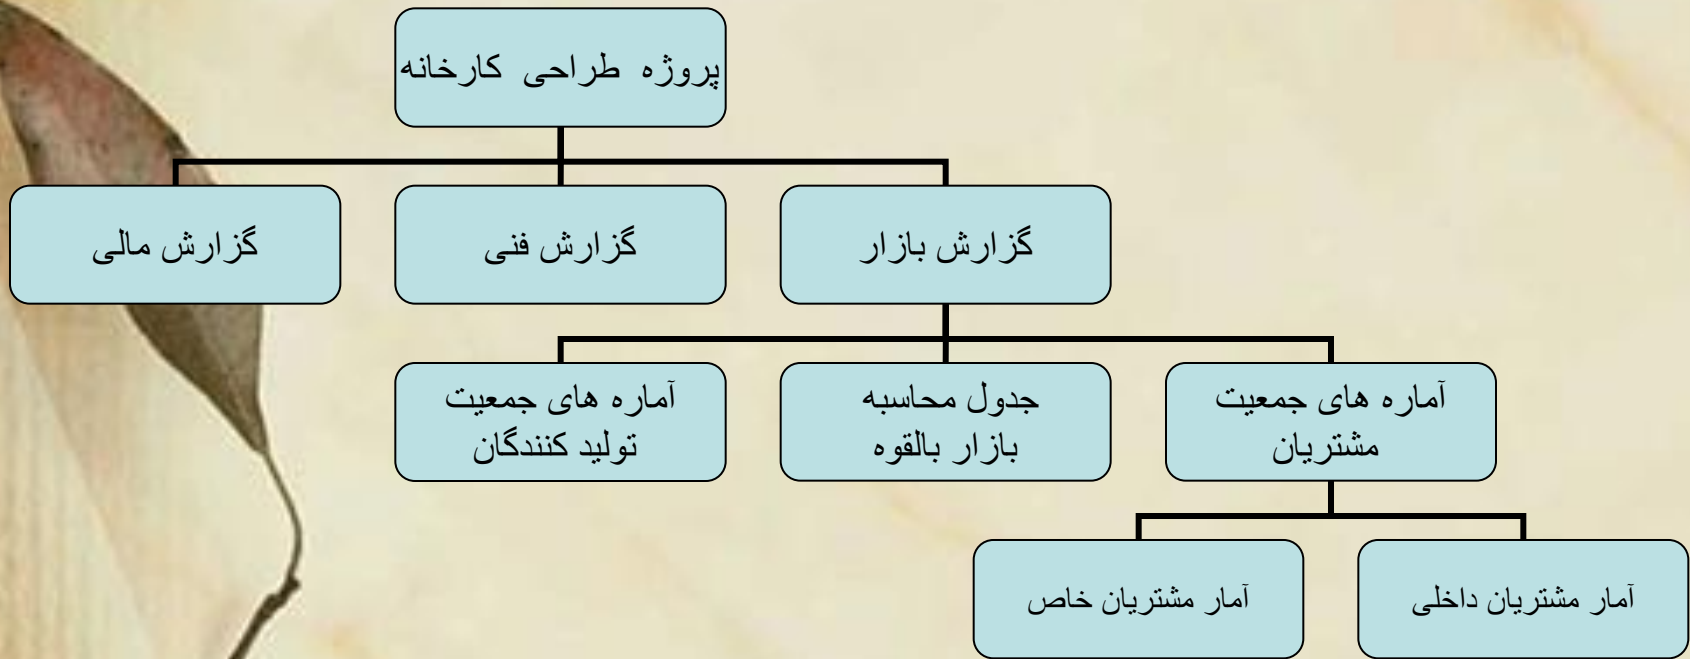 پروژه طراحی کارخانه
گزارش بازار
گزارش فنی
گزارش مالی
آماره های جمعیت
مشتریان
جدول محاسبه
بازار بالقوه
آماره های جمعیت
تولید کنندگان
آمار مشتریان داخلی
آمار مشتریان خاص